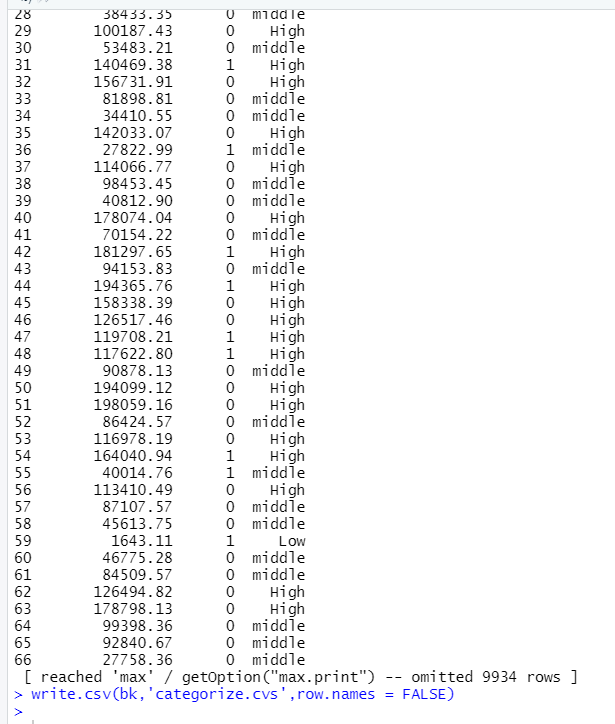 28 38433.35 0 middle
29 100187.43 0 High
30 53483.21 0 middle
31 140469.38 1 High
32 156731.91 0 High
33 81898.81 0 middle
34 34410.55 0 middle
35 142033.07 0 High
36 27822.99 1 middle
37 114066.77 0 High
38 98453.45 0 middle
39 40812.90 0 middle
40 178074.04 0 High
41 70154.22 0 middle
42 181297.65 1 High
43 94153.83 0 middle
44 194365.76 1 High
45 158338.39 0 High
46 126517.46 0 High
47 119708.21 1 High
48 117622.80 1 High
49 90878.13 0 middle
50 194099.12 0 High
51 198059.16 0 High
52 86424.57 0 middle
53 116978.19 0 High
54 164040.94 1 High
55 40014.76 1 middle
56 113410.49 0 High
57 87107.57 0 middle
58 45613.75 0 middle
59 1643.11 1 Low
60 46775.28 0 middle
61 84509.57 0 middle
62 126494.82 0 High
63 178798.13 0 High
64 99398.36 0 middle
65 92840.67 0 middle
66 27758.36 0 middle
[ reached 'max' / getOption("max.print") -- omitted 9934 rows ]
> write.csv(bk,'categorize.cvs',row.names = FALSE)
>